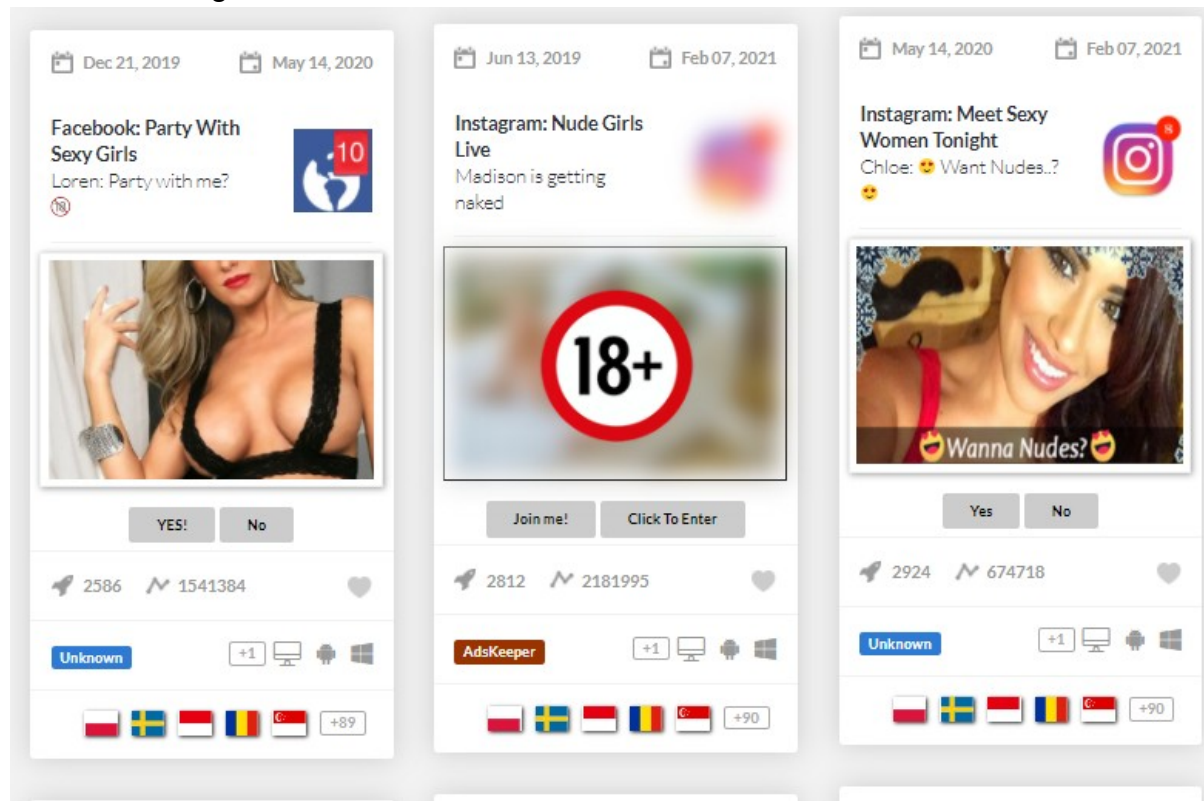 Dec 21, 2019 May 14, 2020
Facebook: Party With
Sexy Girls
Loren: Party with me?
🔞
10
YES! No
2586 1541384
Unknown +1
+89
Jun 13, 2019 Feb 07, 2021
Instagram: Nude Girls
Live
Madison is getting
naked
18+
Join me! Click To Enter
2812 2181995
AdsKeeper +1
+90
May 14, 2020 Feb 07, 2021
Instagram: Meet Sexy
Women Tonight
Chloe: 😍 Want Nudes..?
😍
8
😍Wanna Nudes?😍
Yes No
2924 674718
Unknown +1
+90